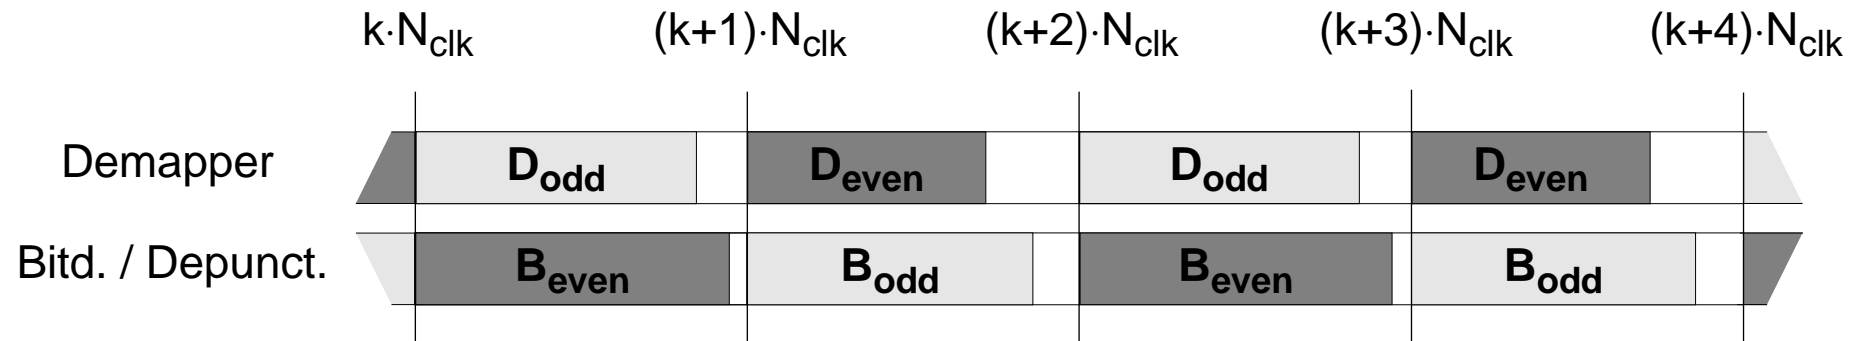 k·N_clk (k+1)·N_clk (k+2)·N_clk (k+3)·N_clk (k+4)·N_clk
Demapper D_odd D_even D_odd D_even
Bitd. / Depunct. B_even B_odd B_even B_odd